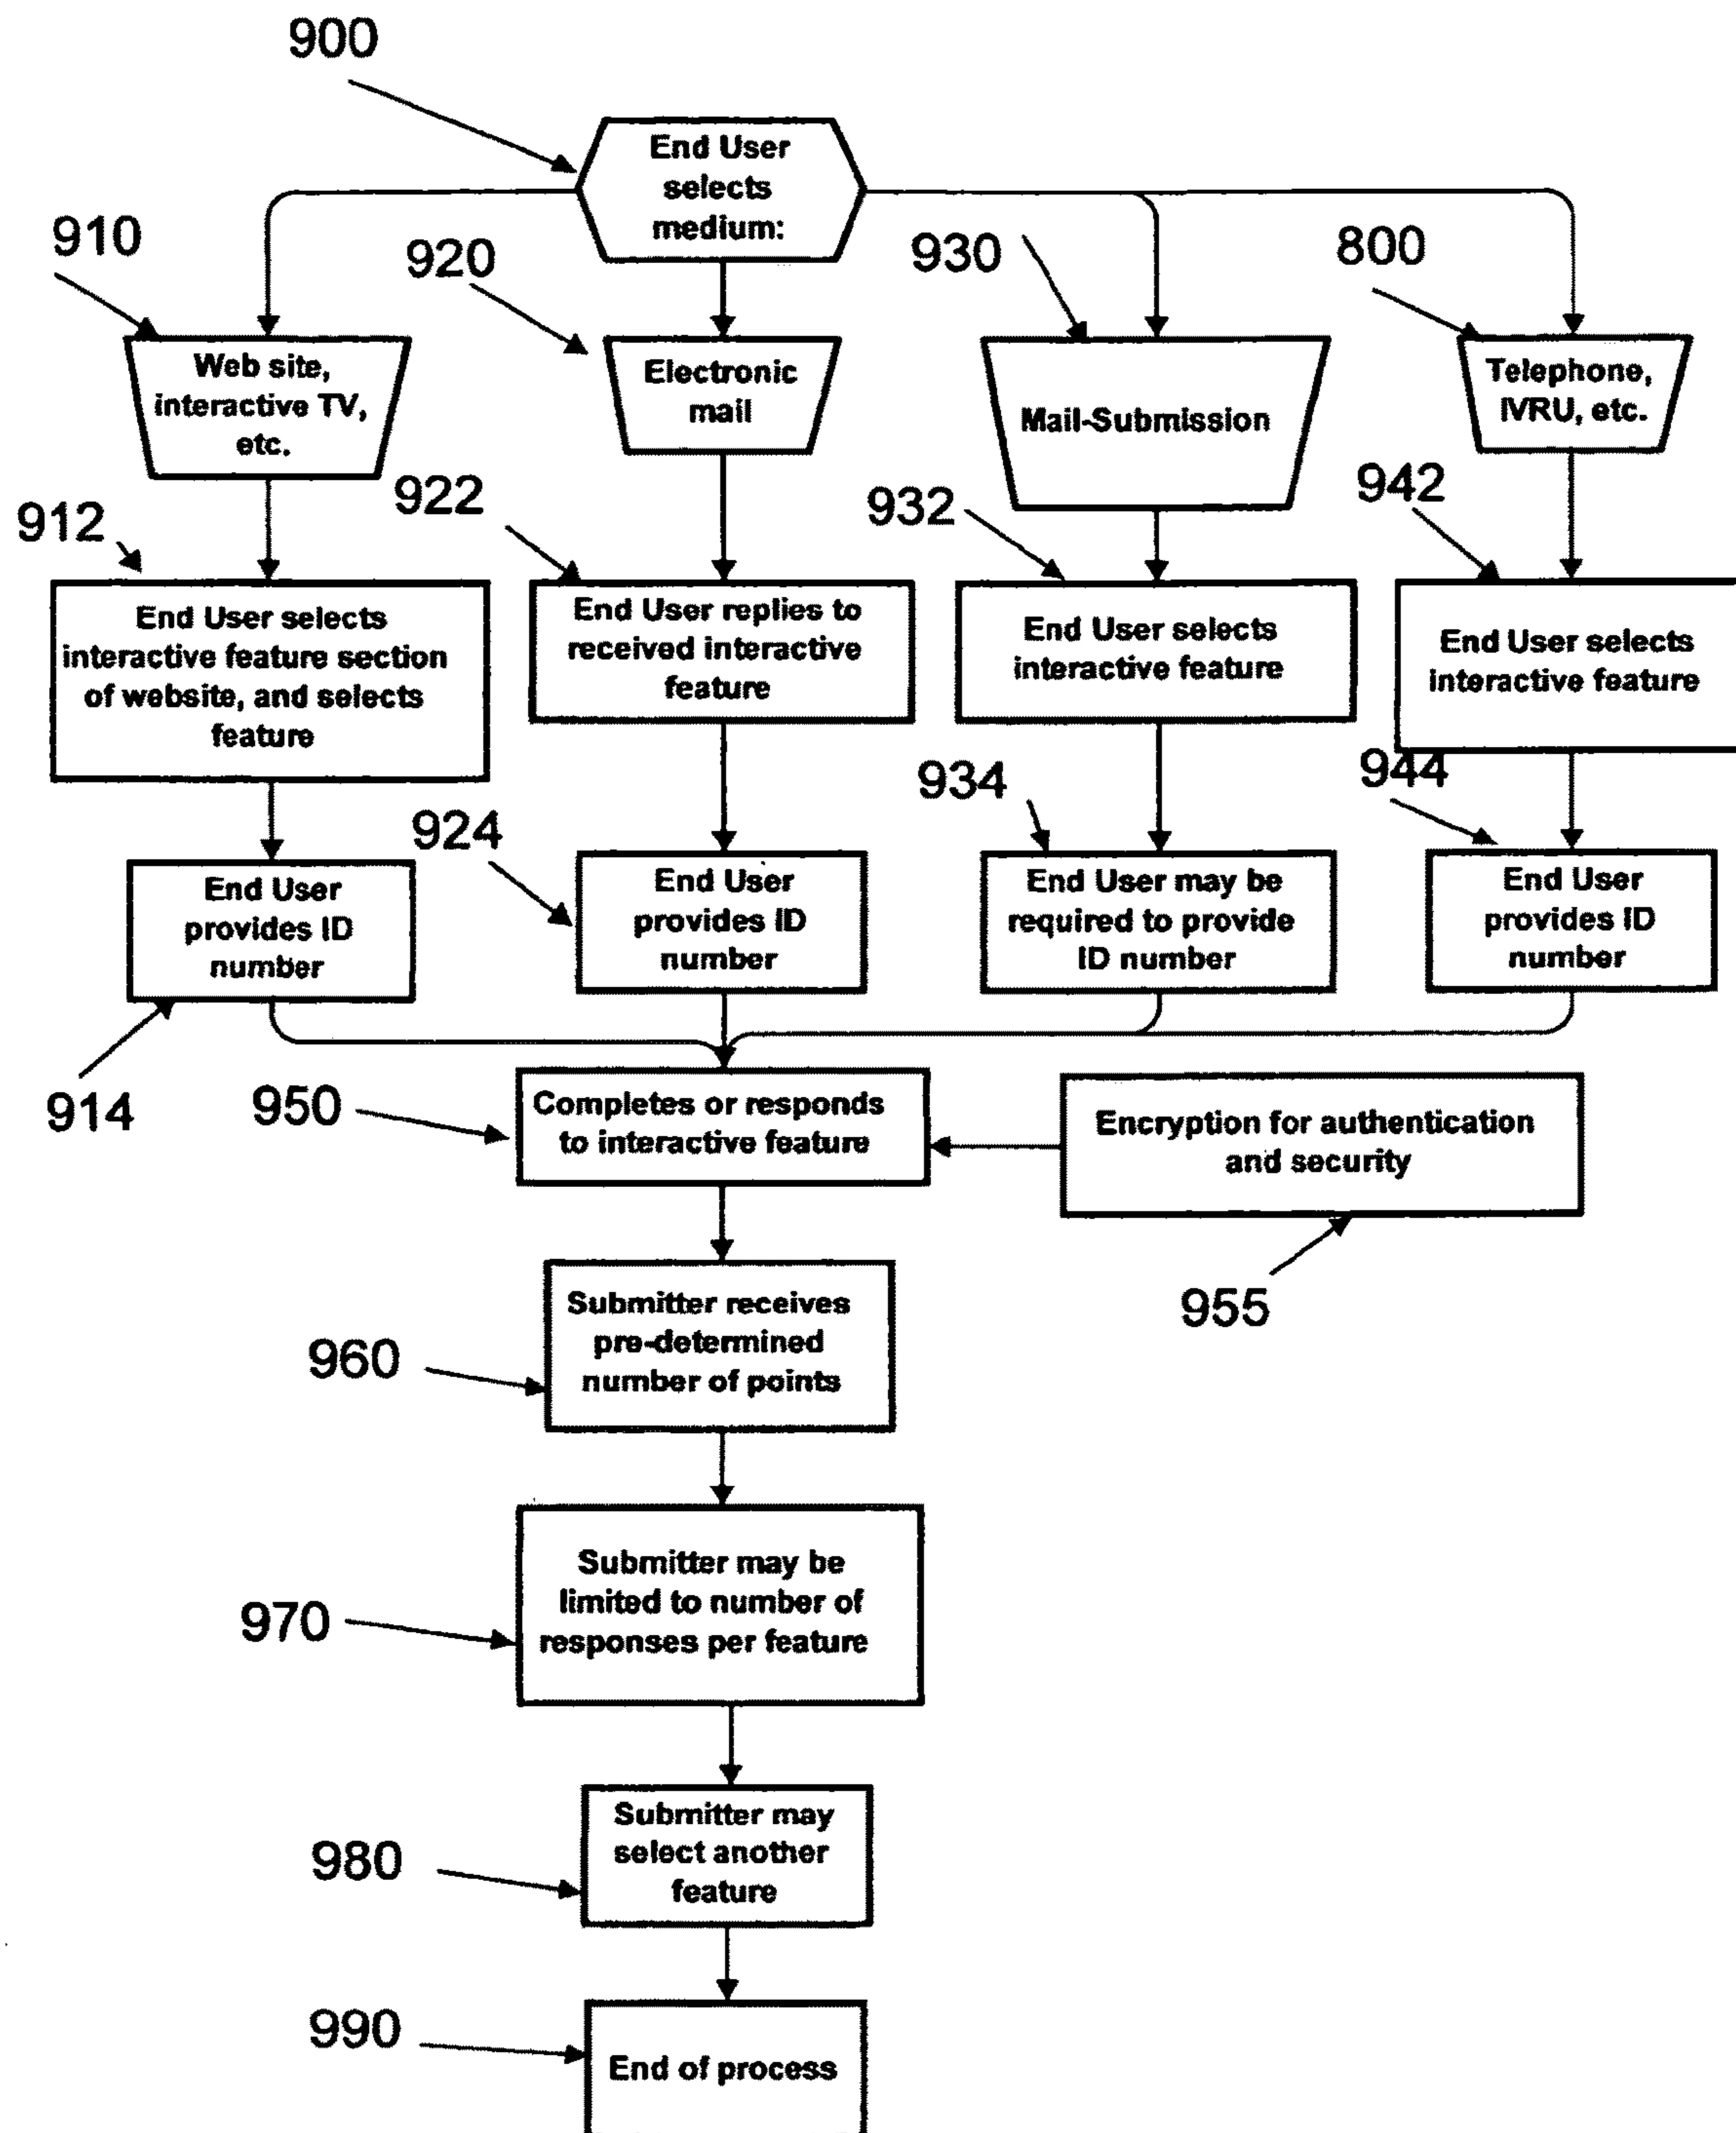 900
End User
selects
medium:
910
920
930
800
Web site,
interactive TV,
etc.
Electronic
mail
Mail-Submission
Telephone,
IVRU, etc.
912
922
932
942
End User selects
interactive feature section
of website, and selects
feature
End User replies to
received interactive
feature
End User selects
interactive feature
End User selects
interactive feature
924
934
944
End User
provides ID
number
End User
provides ID
number
End User may be
required to provide
ID number
End User
provides ID
number
914
950
Completes or responds
to interactive feature
Encryption for authentication
and security
955
960
Submitter receives
pre-determined
number of points
970
Submitter may be
limited to number of
responses per feature
980
Submitter may
select another
feature
990
End of process